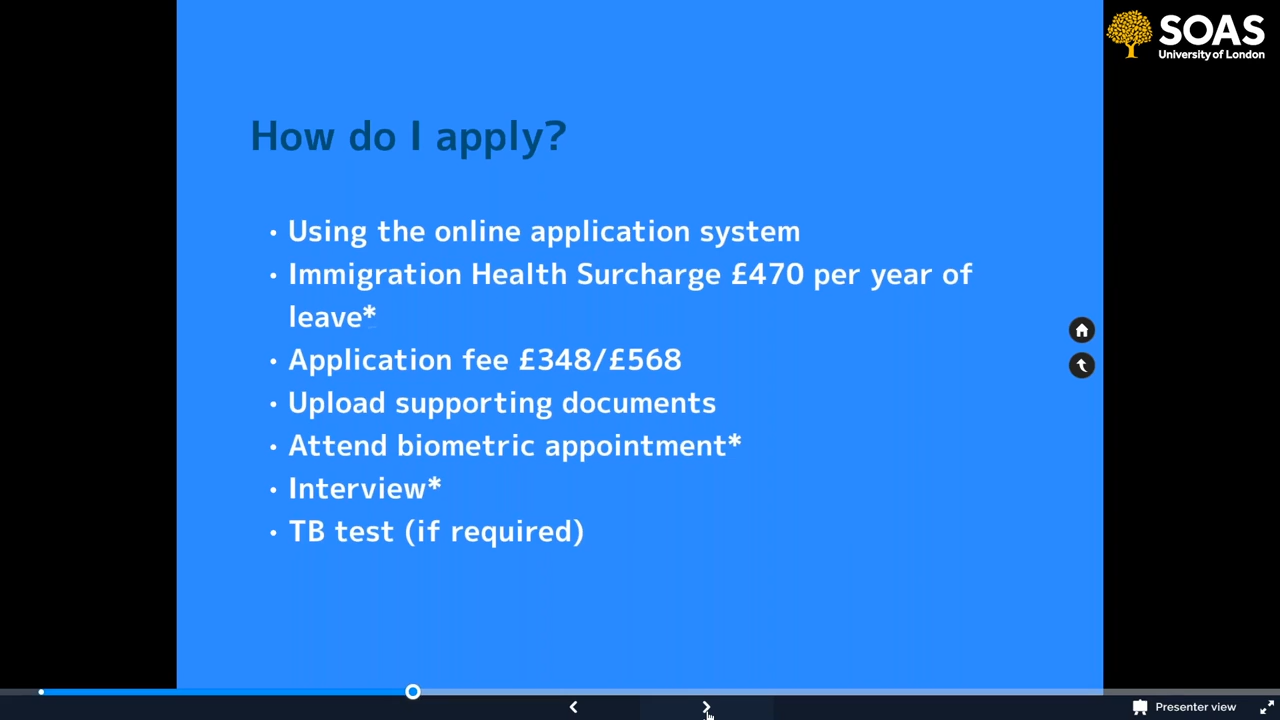 SOAS
University of London
How do I apply?
• Using the online application system
• Immigration Health Surcharge £470 per year of
leave*
• Application fee £348/£568
• Upload supporting documents
• Attend biometric appointment*
• Interview*
• TB test (if required)
Presenter view